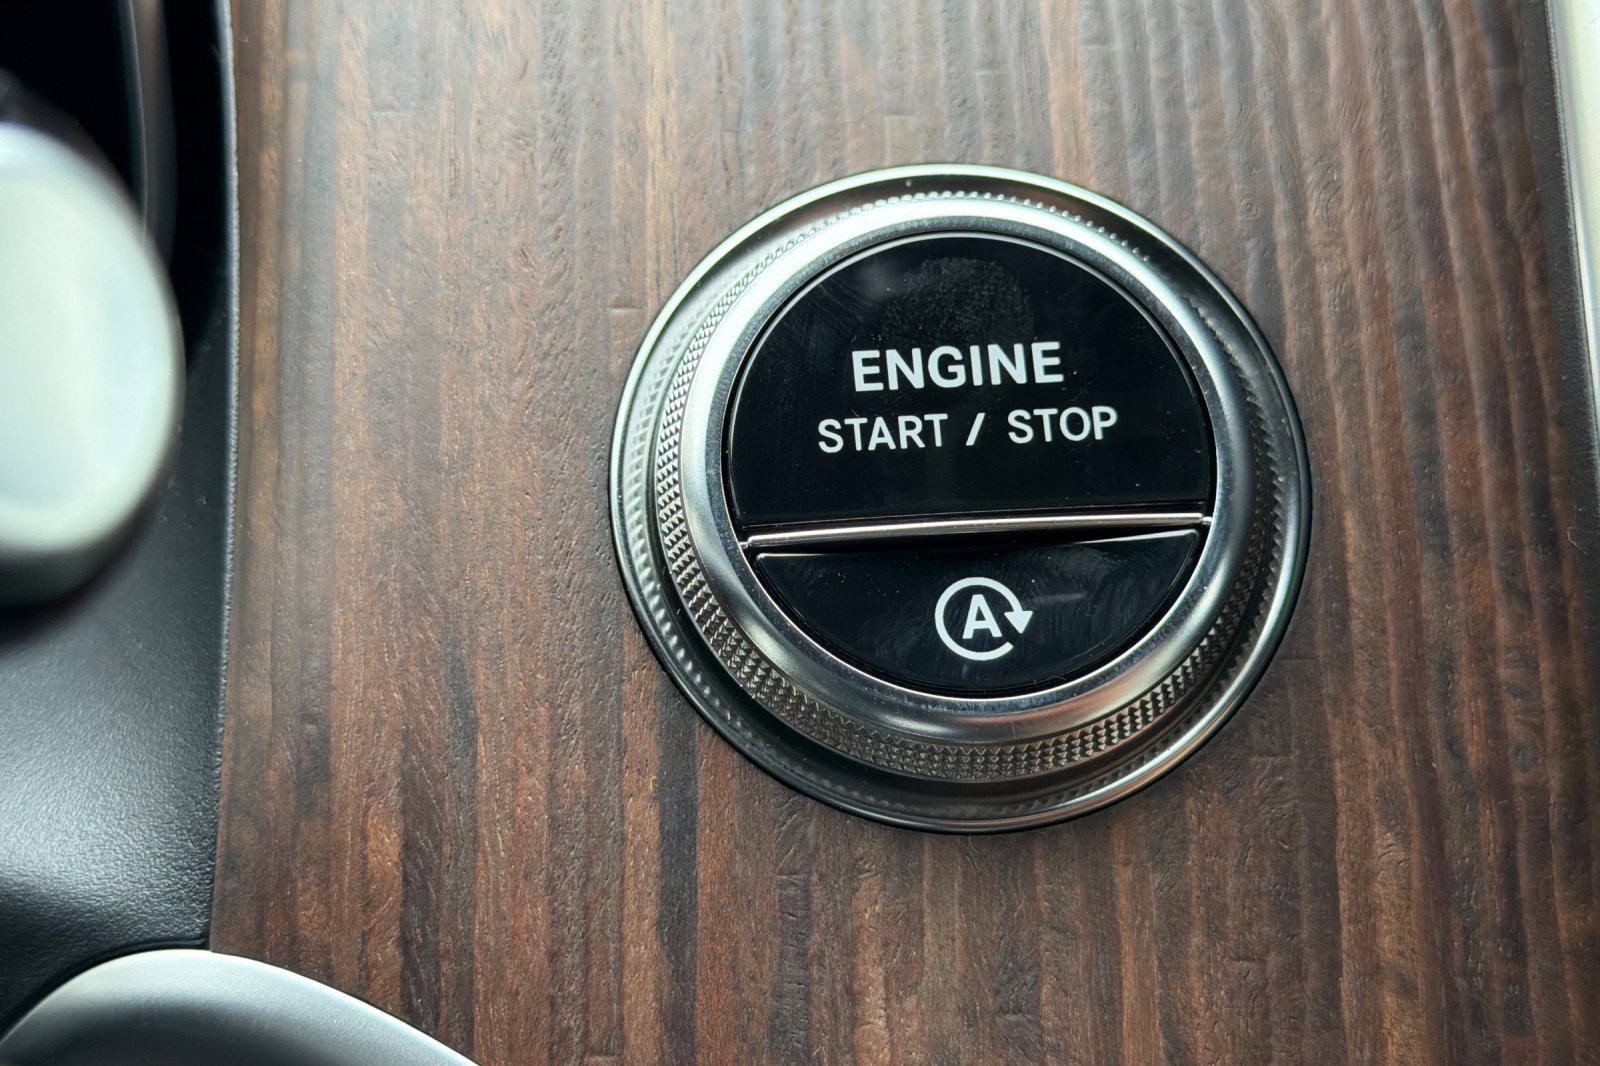 ENGINE
START / STOP
A